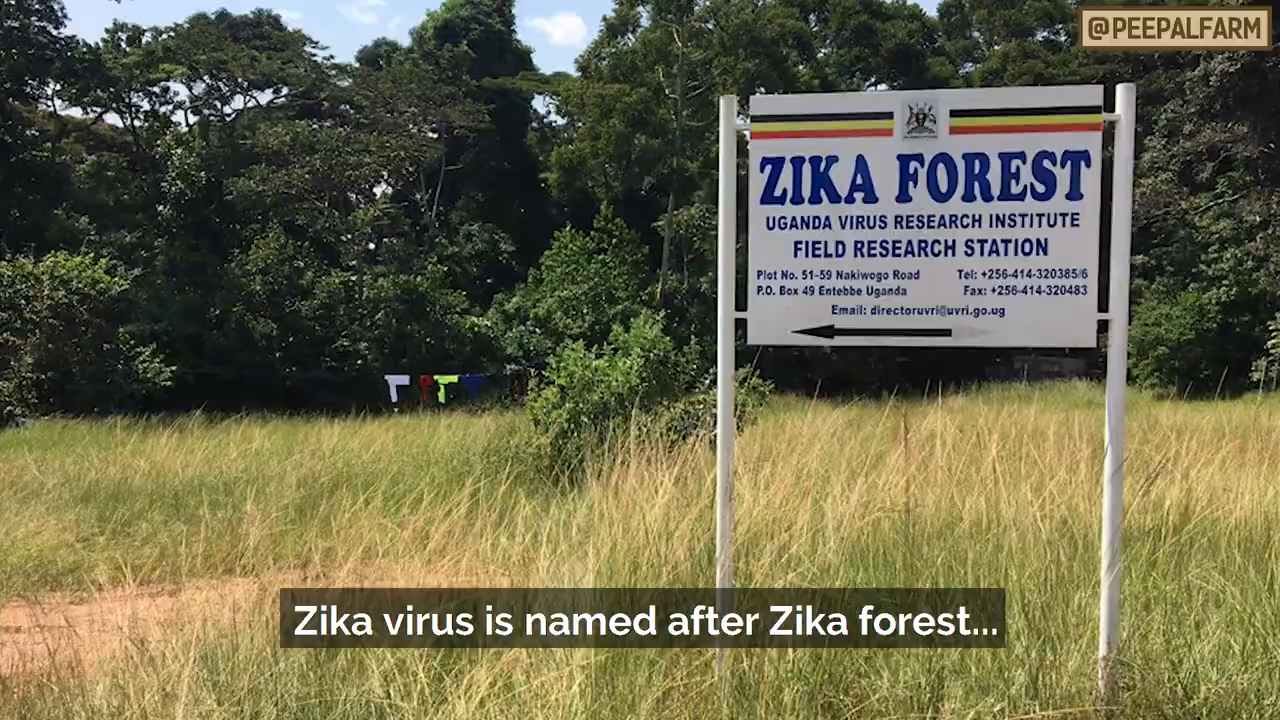 @PEEPALFARM
ZIKA FOREST
UGANDA VIRUS RESEARCH INSTITUTE
FIELD RESEARCH STATION
Plot No. 51-59 Nakiwogo Road
Tel: +256-414-320385/6
P.O. Box 49 Entebbe Uganda
Fax: +256-414-320483
Email: directoruvri@uvri.go.ug
Zika virus is named after Zika forest...